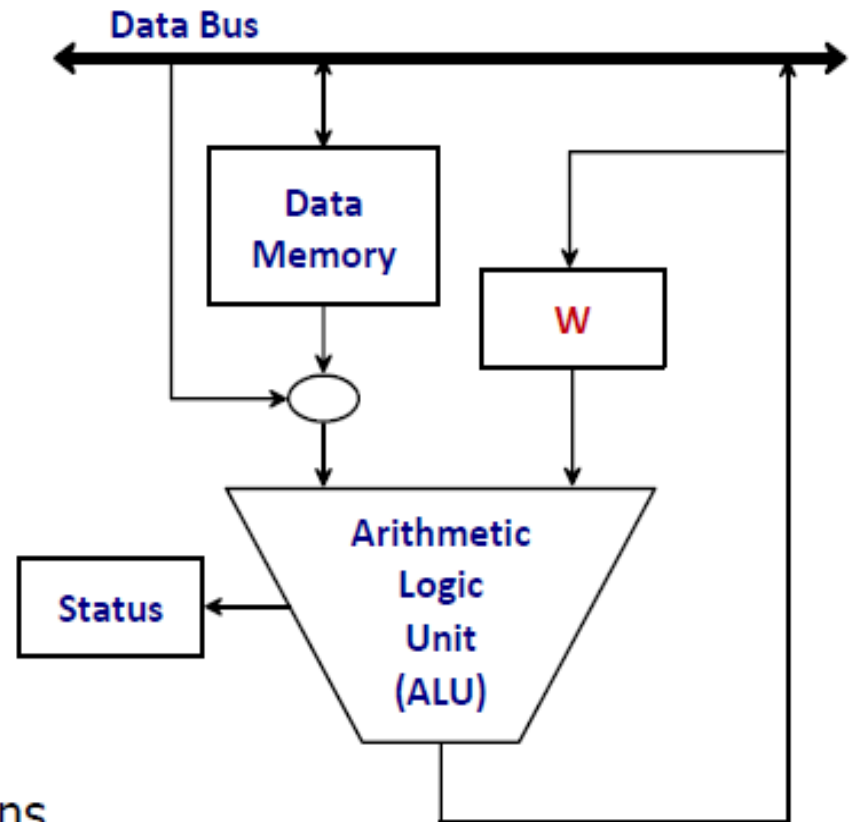 Data Bus
Data
Memory
W
Arithmetic
Logic
Unit
(ALU)
Status